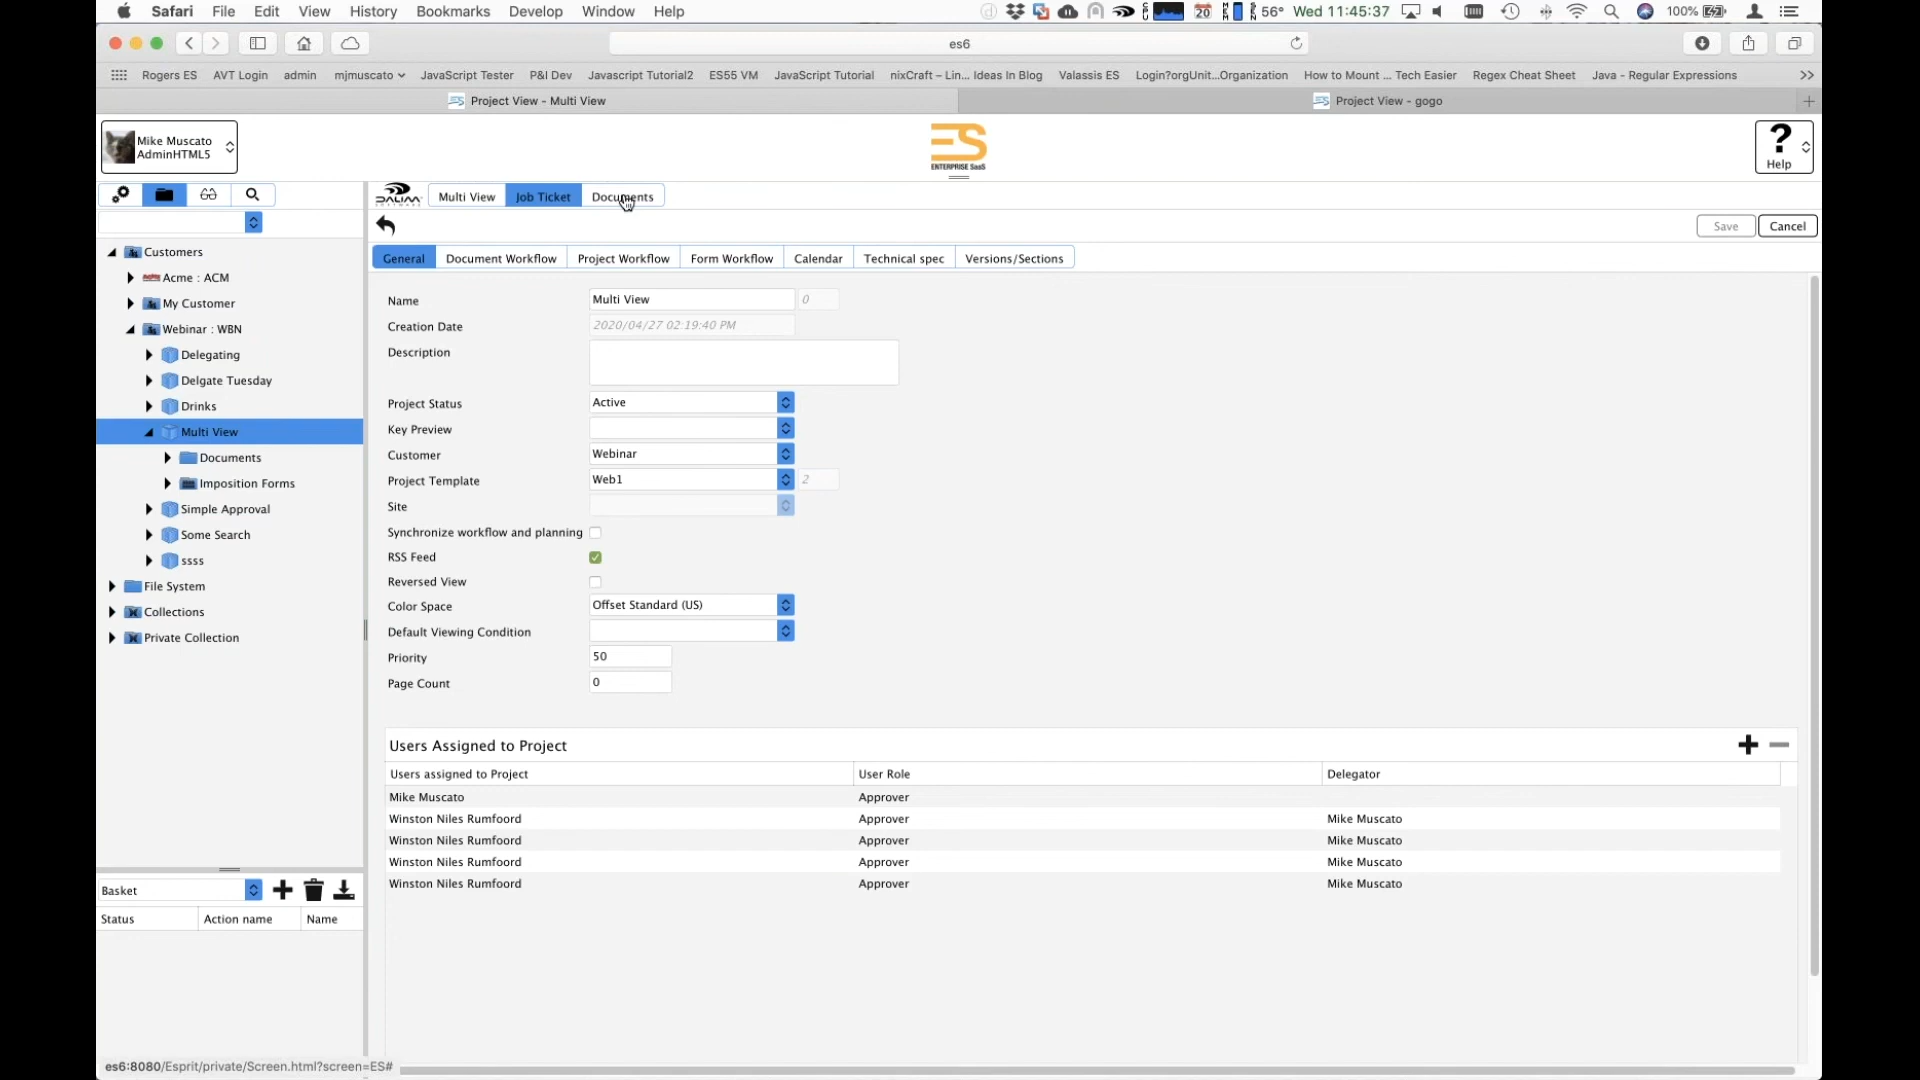 Safari File Edit View History Bookmarks Develop Window Help 20 56° Wed 11:45:37 100%
es6
Rogers ES AVT Login admin mjmuscato JavaScript Tester P&I Dev Javascript Tutorial2 ES55 VM JavaScript Tutorial nixCraft – Lin... Ideas In Blog Valassis ES Login?orgUnit...Organization How to Mount ... Tech Easier Regex Cheat Sheet Java - Regular Expressions >>
Project View - Multi View Project View - gogo
Mike Muscato
AdminHTML5
ES
ENTERPRISE SaaS
?
Help
DALIM
SOFTWARE
Multi View Job Ticket Documents
Save Cancel
General Document Workflow Project Workflow Form Workflow Calendar Technical spec Versions/Sections
Customers
Acme : ACM
My Customer
Webinar : WBN
Delegating
Delgate Tuesday
Drinks
Multi View
Documents
Imposition Forms
Simple Approval
Some Search
ssss
File System
Collections
Private Collection
Name Multi View 0
Creation Date 2020/04/27 02:19:40 PM
Description
Project Status Active
Key Preview
Customer Webinar
Project Template Web1 2
Site
Synchronize workflow and planning
RSS Feed
Reversed View
Color Space Offset Standard (US)
Default Viewing Condition
Priority 50
Page Count 0
Users Assigned to Project
Users assigned to Project User Role Delegator
Mike Muscato Approver
Winston Niles Rumfoord Approver Mike Muscato
Winston Niles Rumfoord Approver Mike Muscato
Winston Niles Rumfoord Approver Mike Muscato
Winston Niles Rumfoord Approver Mike Muscato
Basket
Status Action name Name
es6:8080/Esprit/private/Screen.html?screen=ES#